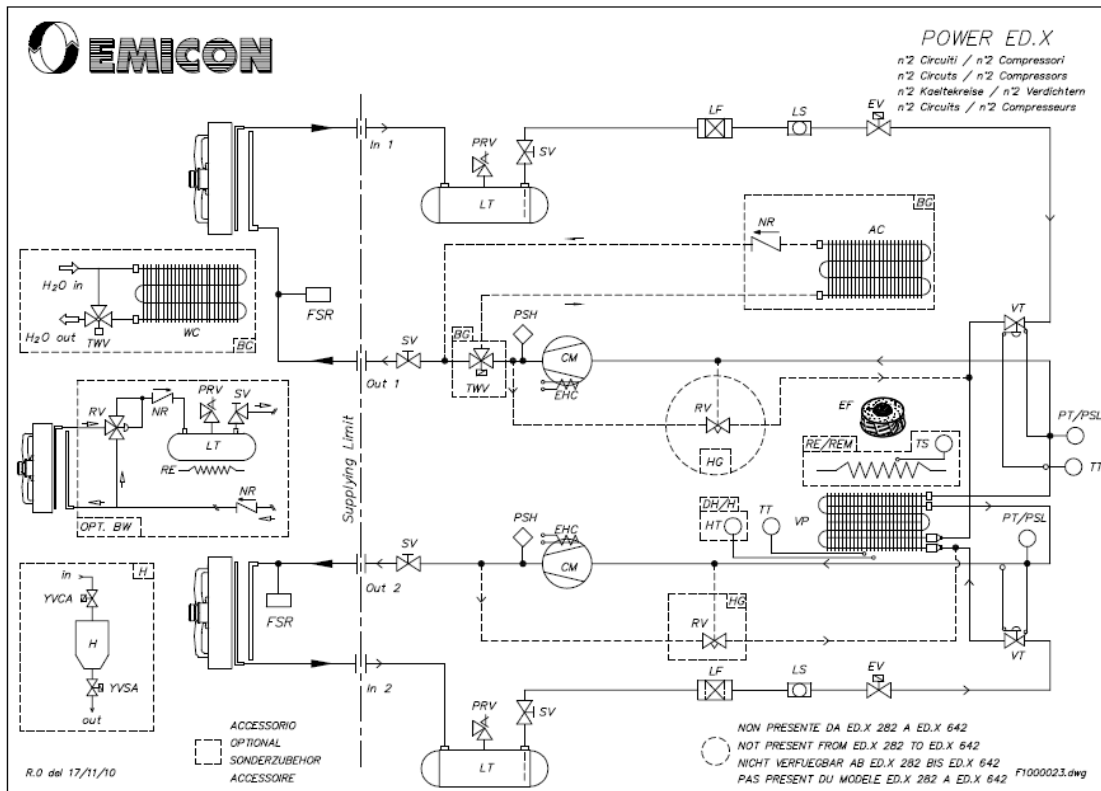 EMICON
POWER ED.X
n°2 Circuiti / n°2 Compressori
n°2 Circuts / n°2 Compressors
n°2 Kaeltekreise / n°2 Verdichtern
n°2 Circuits / n°2 Compresseurs
In 1
PRV
SV
LT
LF
LS
EV
BG
NR
AC
H₂O in
H₂O out
TWV
WC
BC
FSR
SV
Out 1
BG
TWV
PSH
CM
EHC
VT
RV
HG
EF
RE/REM
TS
PT/PSL
TT
RV
NR
PRV
SV
LT
RE
NR
OPT. BW
Supplying Limit
DH/H
HT
TT
VP
PT/PSL
PSH
EHC
CM
SV
Out 2
FSR
RV
HG
VT
in
H
YVCA
H
YVSA
out
In 2
PRV
SV
LT
LF
LS
EV
ACCESSORIO
OPTIONAL
SONDERZUBEHOR
ACCESSOIRE
NON PRESENTE DA ED.X 282 A ED.X 642
NOT PRESENT FROM ED.X 282 TO ED.X 642
NICHT VERFUEGBAR AB ED.X 282 BIS ED.X 642
PAS PRESENT DU MODELE ED.X 282 A ED.X 642
R.0 del 17/11/10
F1000023.dwg